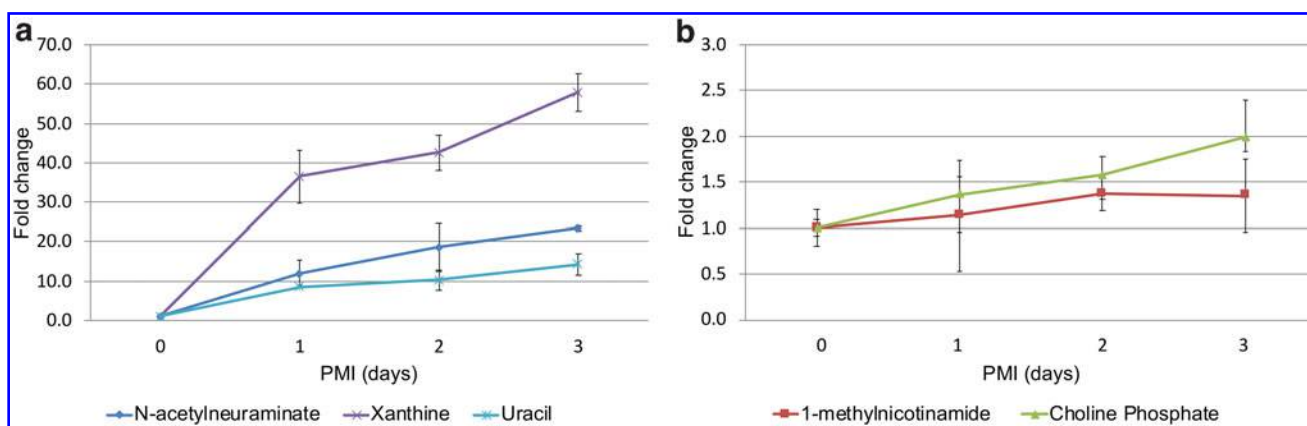 a
70.0
60.0
50.0
40.0
30.0
20.0
10.0
0.0
Fold change
0 1 2 3
PMI (days)
N-acetylneuraminate Xanthine Uracil
b
3.0
2.5
2.0
1.5
1.0
0.5
0.0
Fold change
0 1 2 3
PMI (days)
1-methylnicotinamide Choline Phosphate